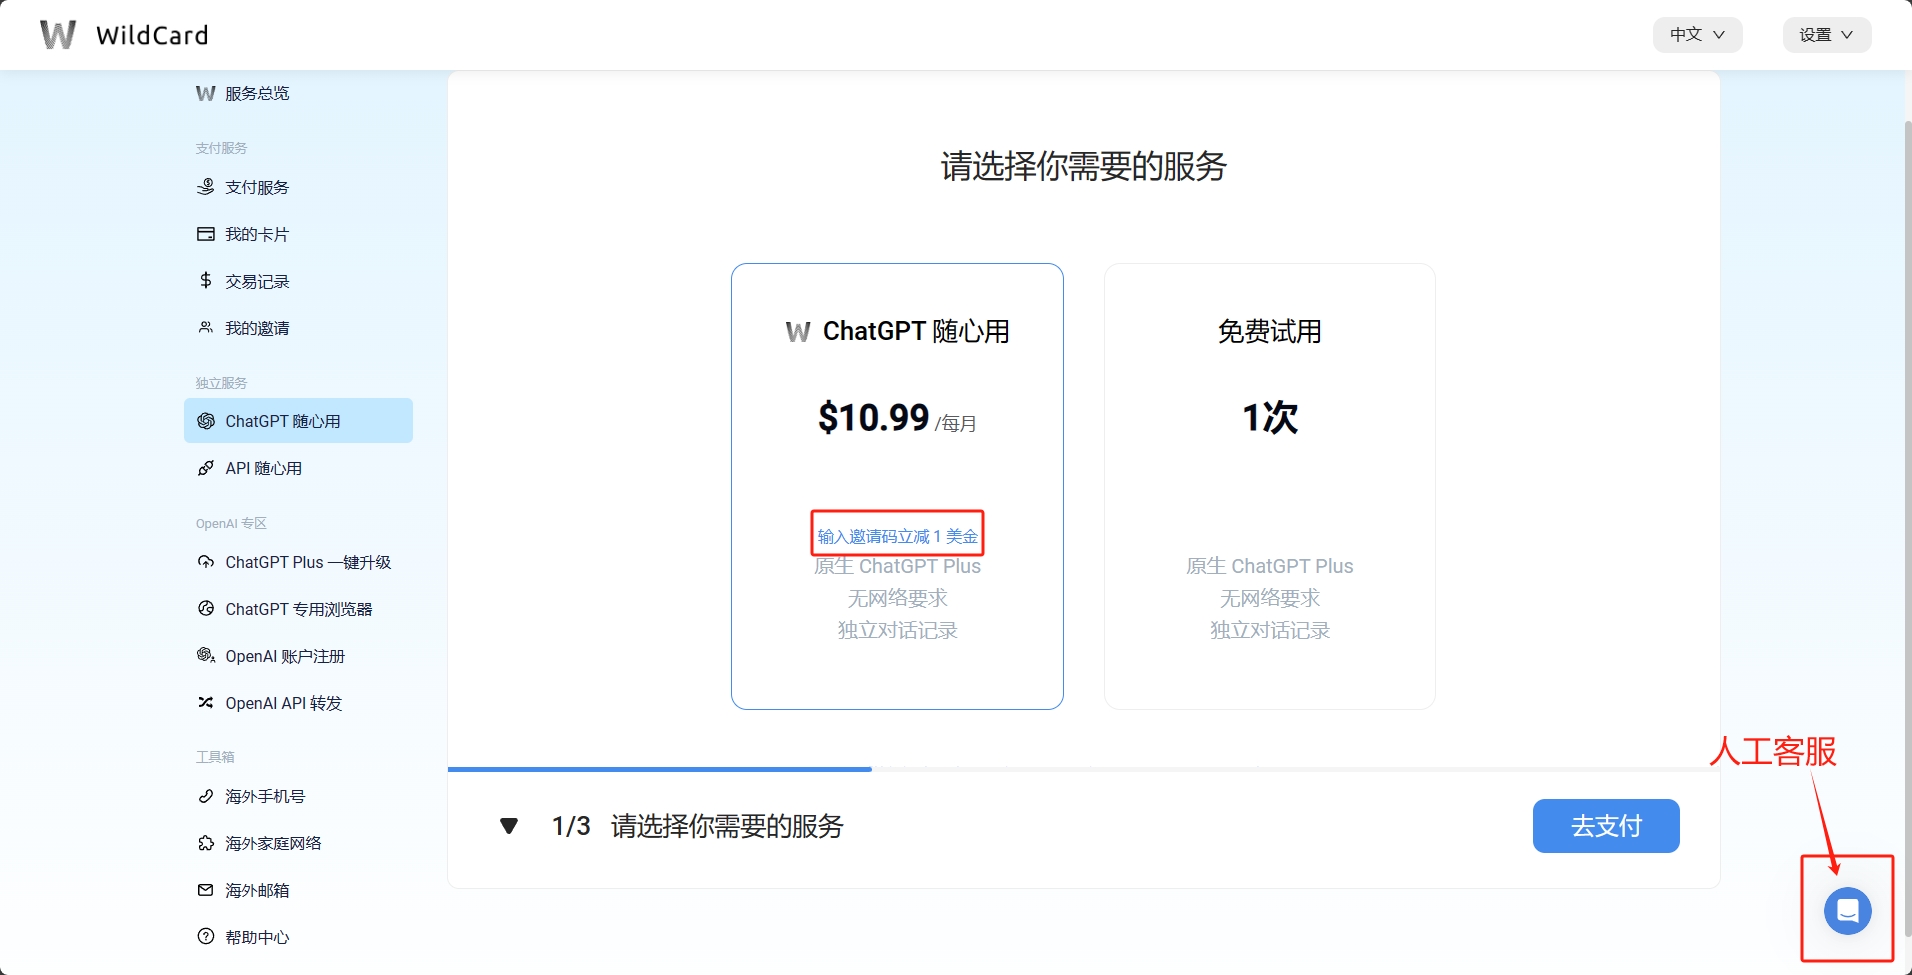 WildCard
中文
设置
服务总览
支付服务
支付服务
我的卡片
交易记录
我的邀请
独立服务
ChatGPT 随心用
API 随心用
OpenAI 专区
ChatGPT Plus 一键升级
ChatGPT 专用浏览器
OpenAI 账户注册
OpenAI API 转发
工具箱
海外手机号
海外家庭网络
海外邮箱
帮助中心
请选择你需要的服务
ChatGPT 随心用
$10.99 /每月
输入邀请码立减 1 美金
原生 ChatGPT Plus
无网络要求
独立对话记录
免费试用
1次
原生 ChatGPT Plus
无网络要求
独立对话记录
1/3 请选择你需要的服务
去支付
人工客服